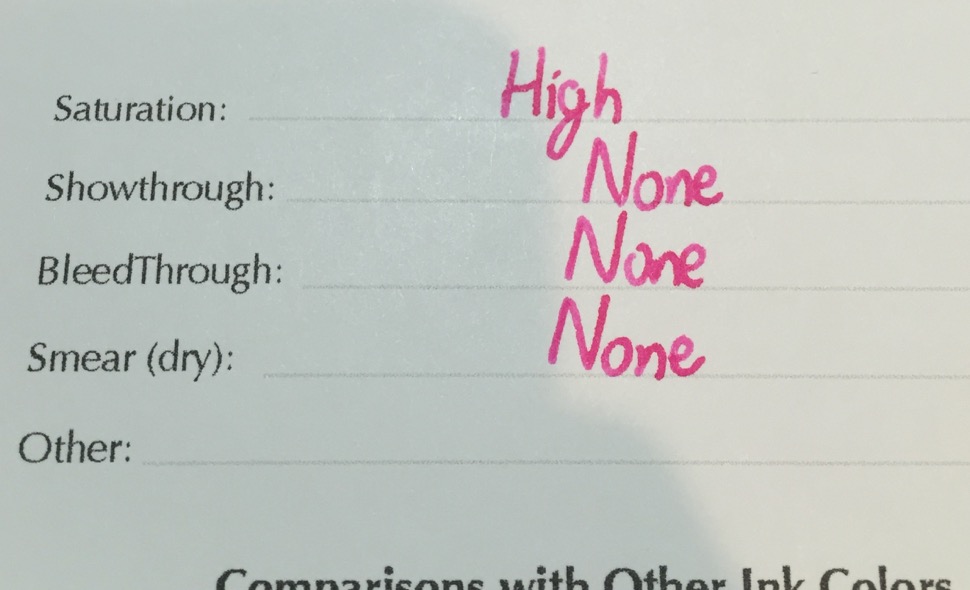 Saturation: High
Showthrough: None
BleedThrough: None
Smear (dry): None
Other:
Comparisons with Other Ink Colors